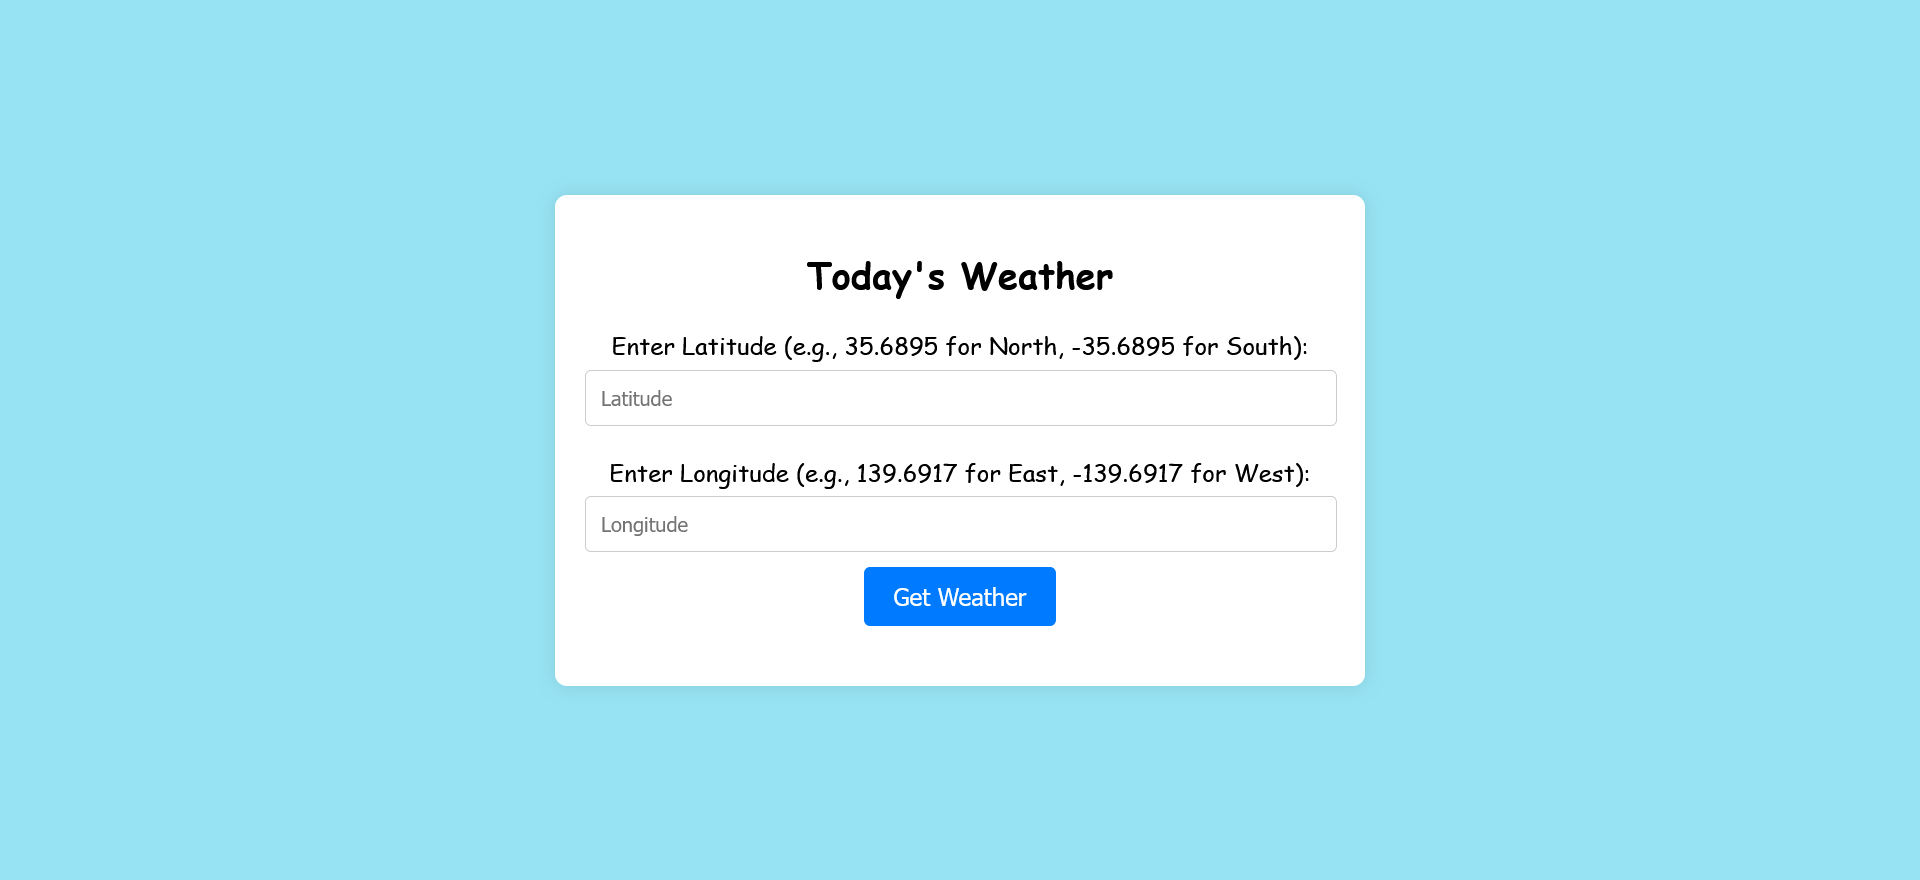 Today's Weather
Enter Latitude (e.g., 35.6895 for North, -35.6895 for South):
Latitude
Enter Longitude (e.g., 139.6917 for East, -139.6917 for West):
Longitude
Get Weather